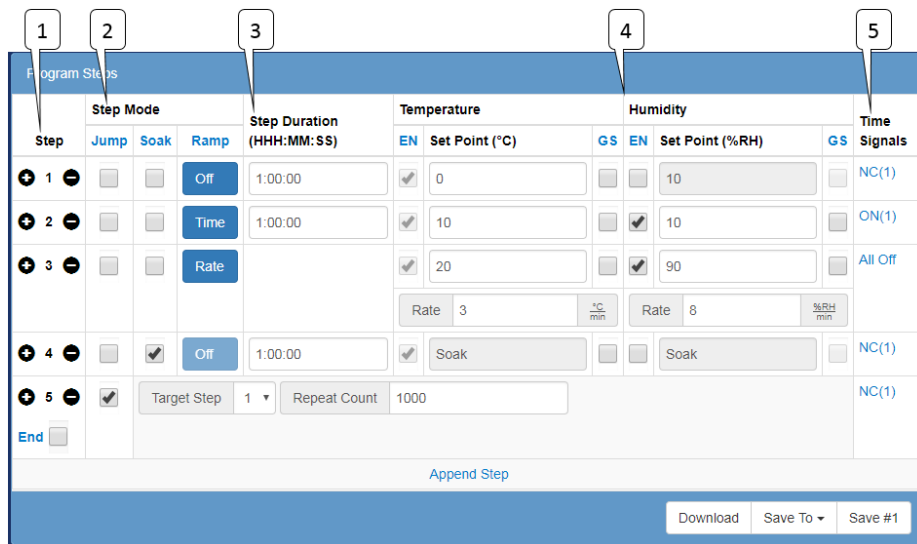 1 2 3 4 5
Program Steps
Step Mode Temperature Humidity
Step Duration Time
Step Jump Soak Ramp (HHH:MM:SS) EN Set Point (°C) GS EN Set Point (%RH) GS Signals
1 Off 1:00:00 0 10 NC(1)
2 Time 1:00:00 10 10 ON(1)
3 Rate 20 90 All Off
Rate 3 °C/min Rate 8 %RH/min
4 Off 1:00:00 Soak Soak NC(1)
5 Target Step 1 Repeat Count 1000 NC(1)
End
Append Step
Download Save To Save #1